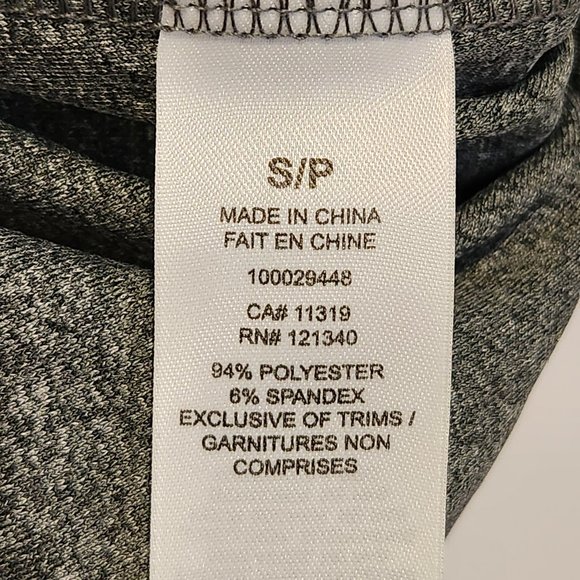 S/P
MADE IN CHINA
FAIT EN CHINE
100029448
CA# 11319
RN# 121340
94% POLYESTER
6% SPANDEX
EXCLUSIVE OF TRIMS /
GARNITURES NON
COMPRISES